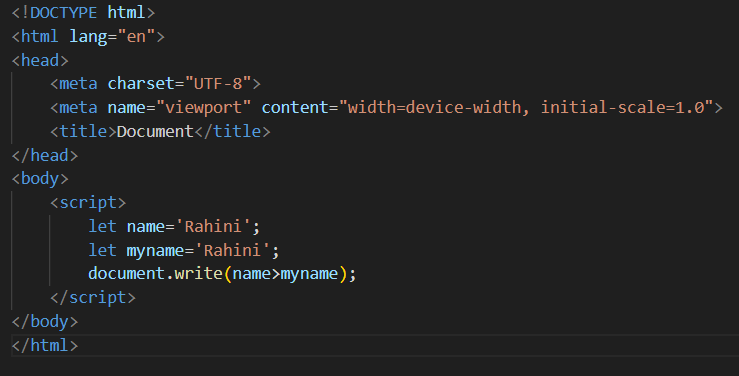 <!DOCTYPE html>
<html lang="en">
<head>
    <meta charset="UTF-8">
    <meta name="viewport" content="width=device-width, initial-scale=1.0">
    <title>Document</title>
</head>
<body>
    <script>
        let name='Rahini';
        let myname='Rahini';
        document.write(name>myname);
    </script>
</body>
</html>